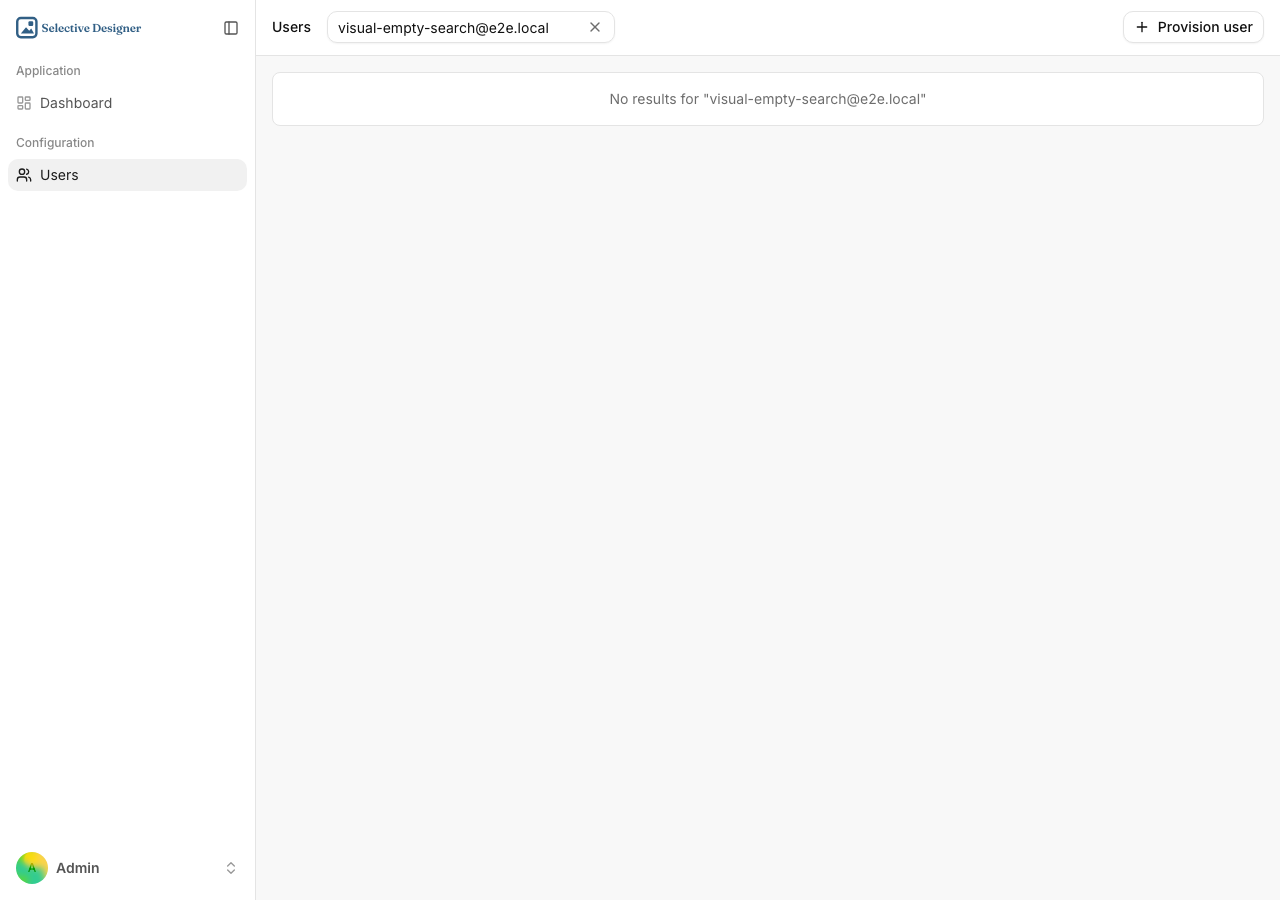 Selective Designer
Application
Dashboard
Configuration
Users
A
Admin
Users
visual-empty-search@e2e.local
Provision user
No results for "visual-empty-search@e2e.local"